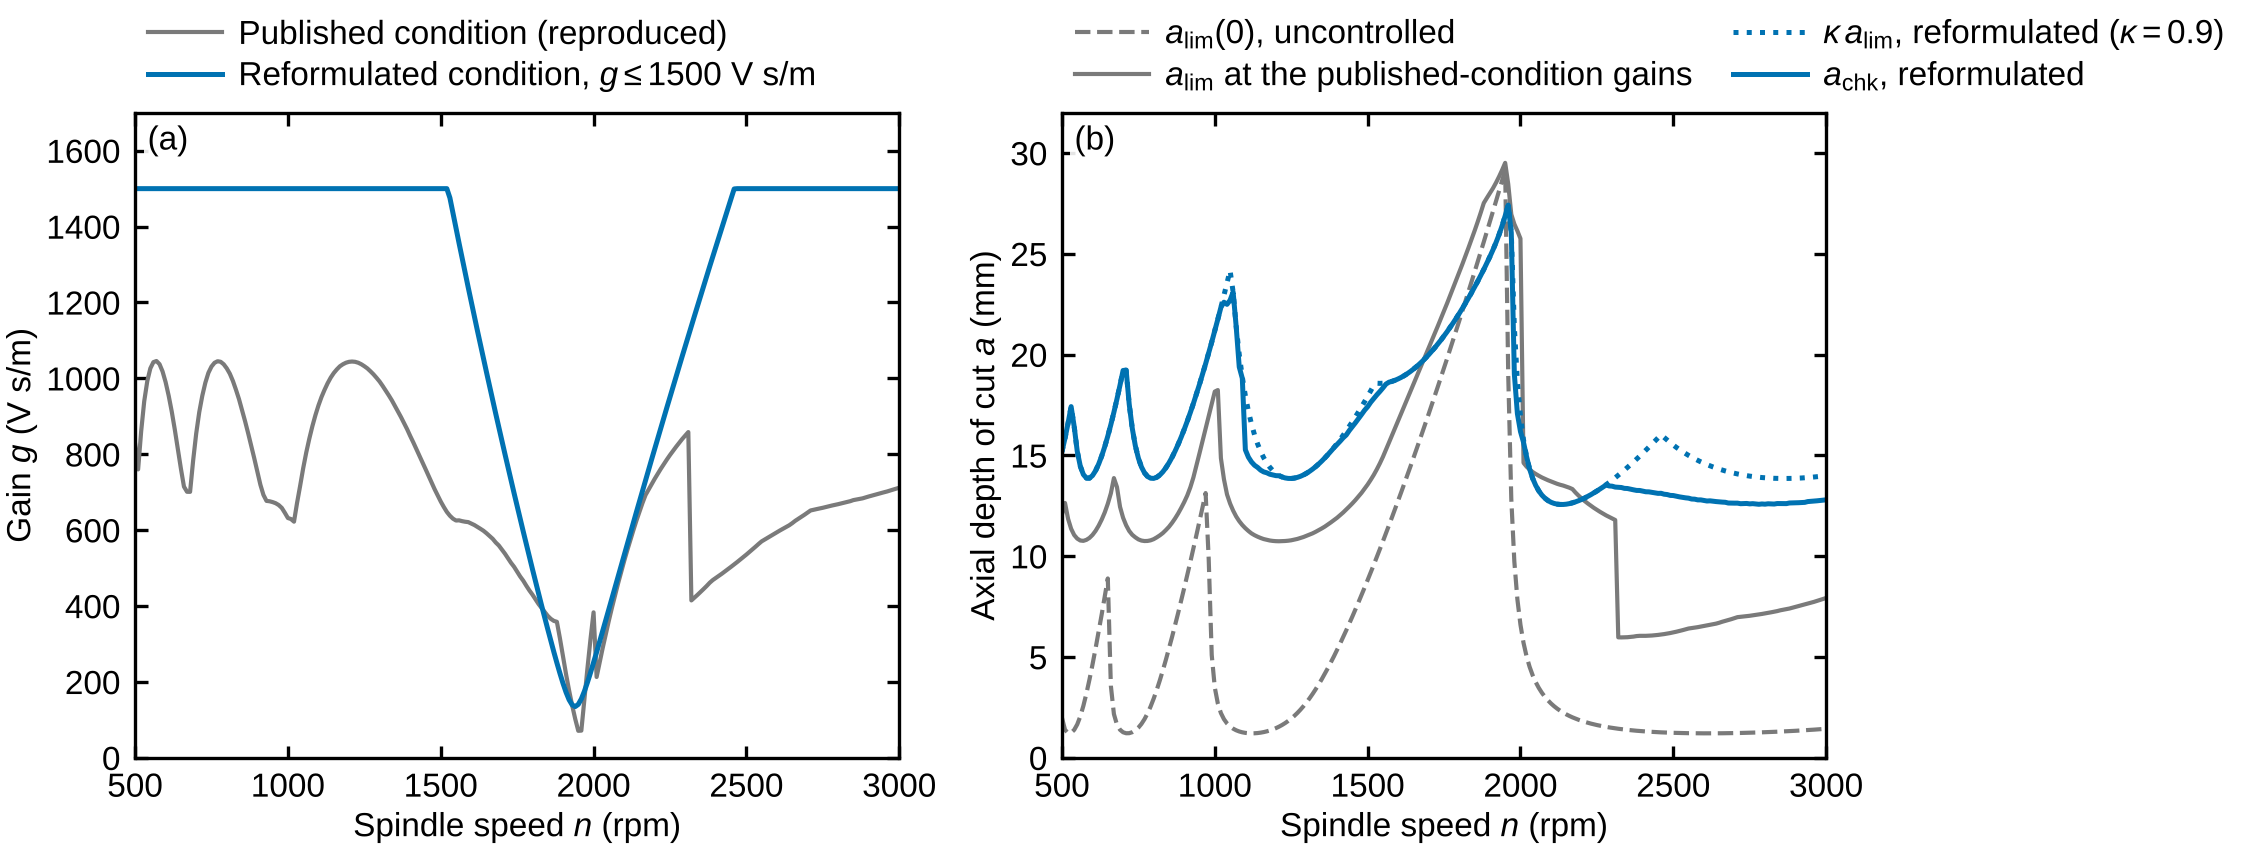 Published condition (reproduced)
Reformulated condition, g ≤ 1500 V s/m
(a)
1600
1400
1200
1000
800
600
400
200
0
Gain g (V s/m)
500 1000 1500 2000 2500 3000
Spindle speed n (rpm)
a_lim(0), uncontrolled
a_lim at the published-condition gains
κ a_lim, reformulated (κ = 0.9)
a_chk, reformulated
(b)
30
25
20
15
10
5
0
Axial depth of cut a (mm)
500 1000 1500 2000 2500 3000
Spindle speed n (rpm)